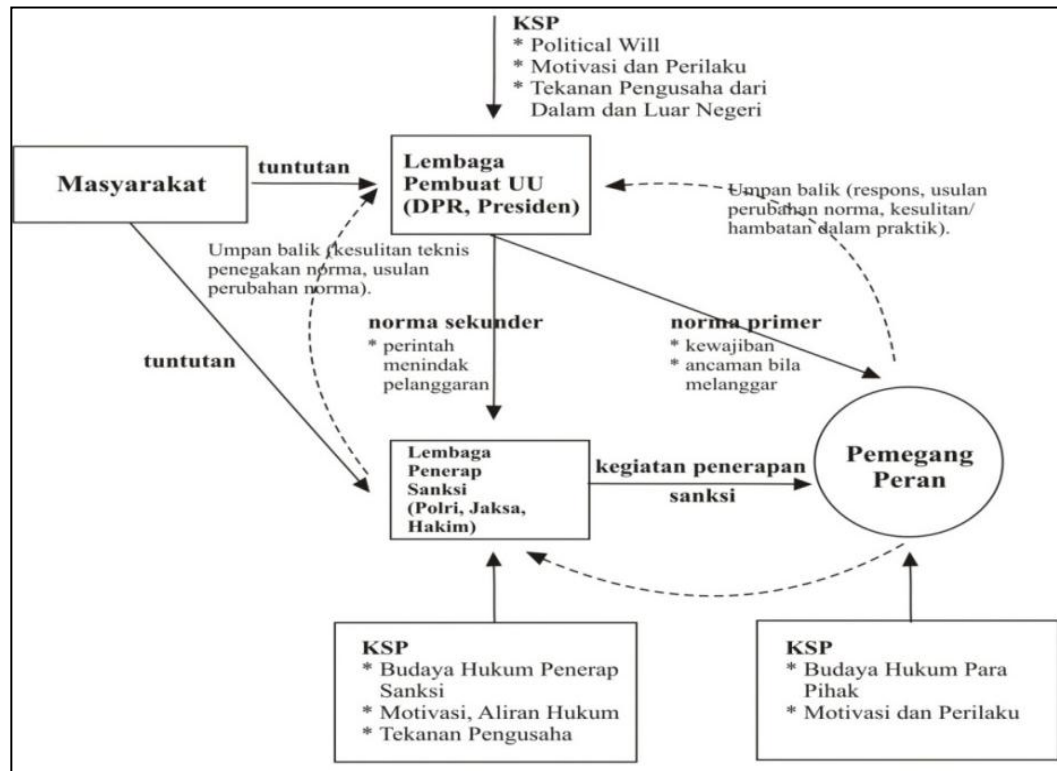 KSP
* Political Will
* Motivasi dan Perilaku
* Tekanan Pengusaha dari
Dalam dan Luar Negeri
Masyarakat
tuntutan
Lembaga
Pembuat UU
(DPR, Presiden)
Umpan balik (respons, usulan
perubahan norma, kesulitan/
hambatan dalam praktik).
Umpan balik (kesulitan teknis
penegakan norma, usulan
perubahan norma).
tuntutan
norma sekunder
* perintah
menindak
pelanggaran
norma primer
* kewajiban
* ancaman bila
melanggar
Lembaga
Penerap
Sanksi
(Polri, Jaksa,
Hakim)
kegiatan penerapan
sanksi
Pemegang
Peran
KSP
* Budaya Hukum Penerap
Sanksi
* Motivasi, Aliran Hukum
* Tekanan Pengusaha
KSP
* Budaya Hukum Para
Pihak
* Motivasi dan Perilaku